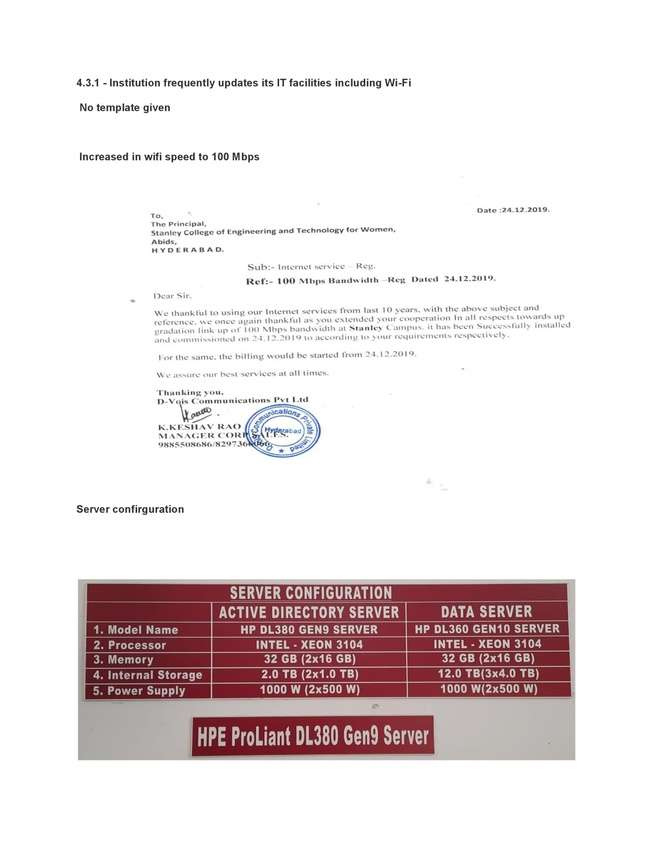 4.3.1 - Institution frequently updates its IT facilities including Wi-Fi
No template given
Increased in wifi speed to 100 Mbps
Date :24.12.2019.
To,
The Principal,
Stanley College of Engineering and Technology for Women,
Abids,
HYDERABAD.
Sub:- Internet service – Reg.
Ref:- 100 Mbps Bandwidth –Reg Dated 24.12.2019.
Dear Sir,
We thankful to using our Internet services from last 10 years, with the above subject and
reference, we once again thankful as you extended your cooperation In all respects towards up
gradation link up of 100 Mbps bandwidth at Stanley Campus, it has been Successfully installed
and commissioned on 24.12.2019 to according to your requirements respectively.
For the same, the billing would be started from 24.12.2019.
We assure our best services at all times.
Thanking you,
D-Vois Communications Pvt Ltd
K.KESHAV RAO
MANAGER CORP SALES.
9885508686/8297366066
Communications Private Limited
Hyderabad
Server confirguration
SERVER CONFIGURATION
ACTIVE DIRECTORY SERVER DATA SERVER
1. Model Name HP DL380 GEN9 SERVER HP DL360 GEN10 SERVER
2. Processor INTEL - XEON 3104 INTEL - XEON 3104
3. Memory 32 GB (2x16 GB) 32 GB (2x16 GB)
4. Internal Storage 2.0 TB (2x1.0 TB) 12.0 TB(3x4.0 TB)
5. Power Supply 1000 W (2x500 W) 1000 W(2x500 W)
HPE ProLiant DL380 Gen9 Server